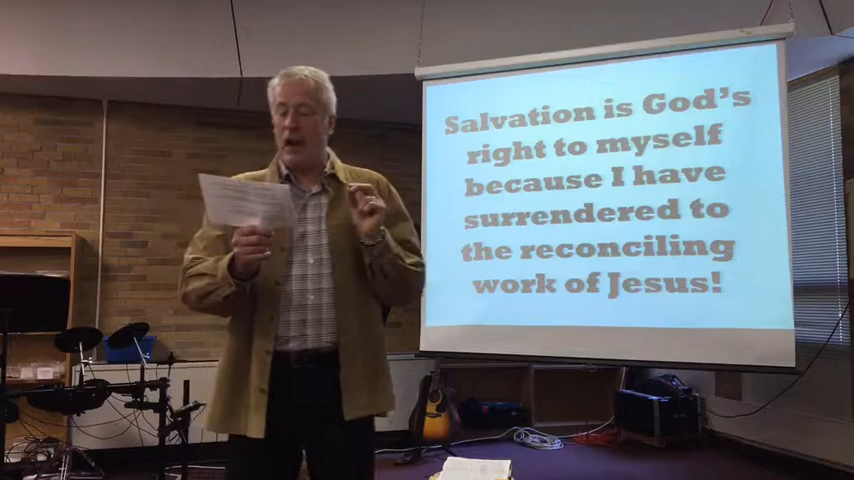 Salvation is God's
right to myself
because I have
surrendered to
the reconciling
work of Jesus!